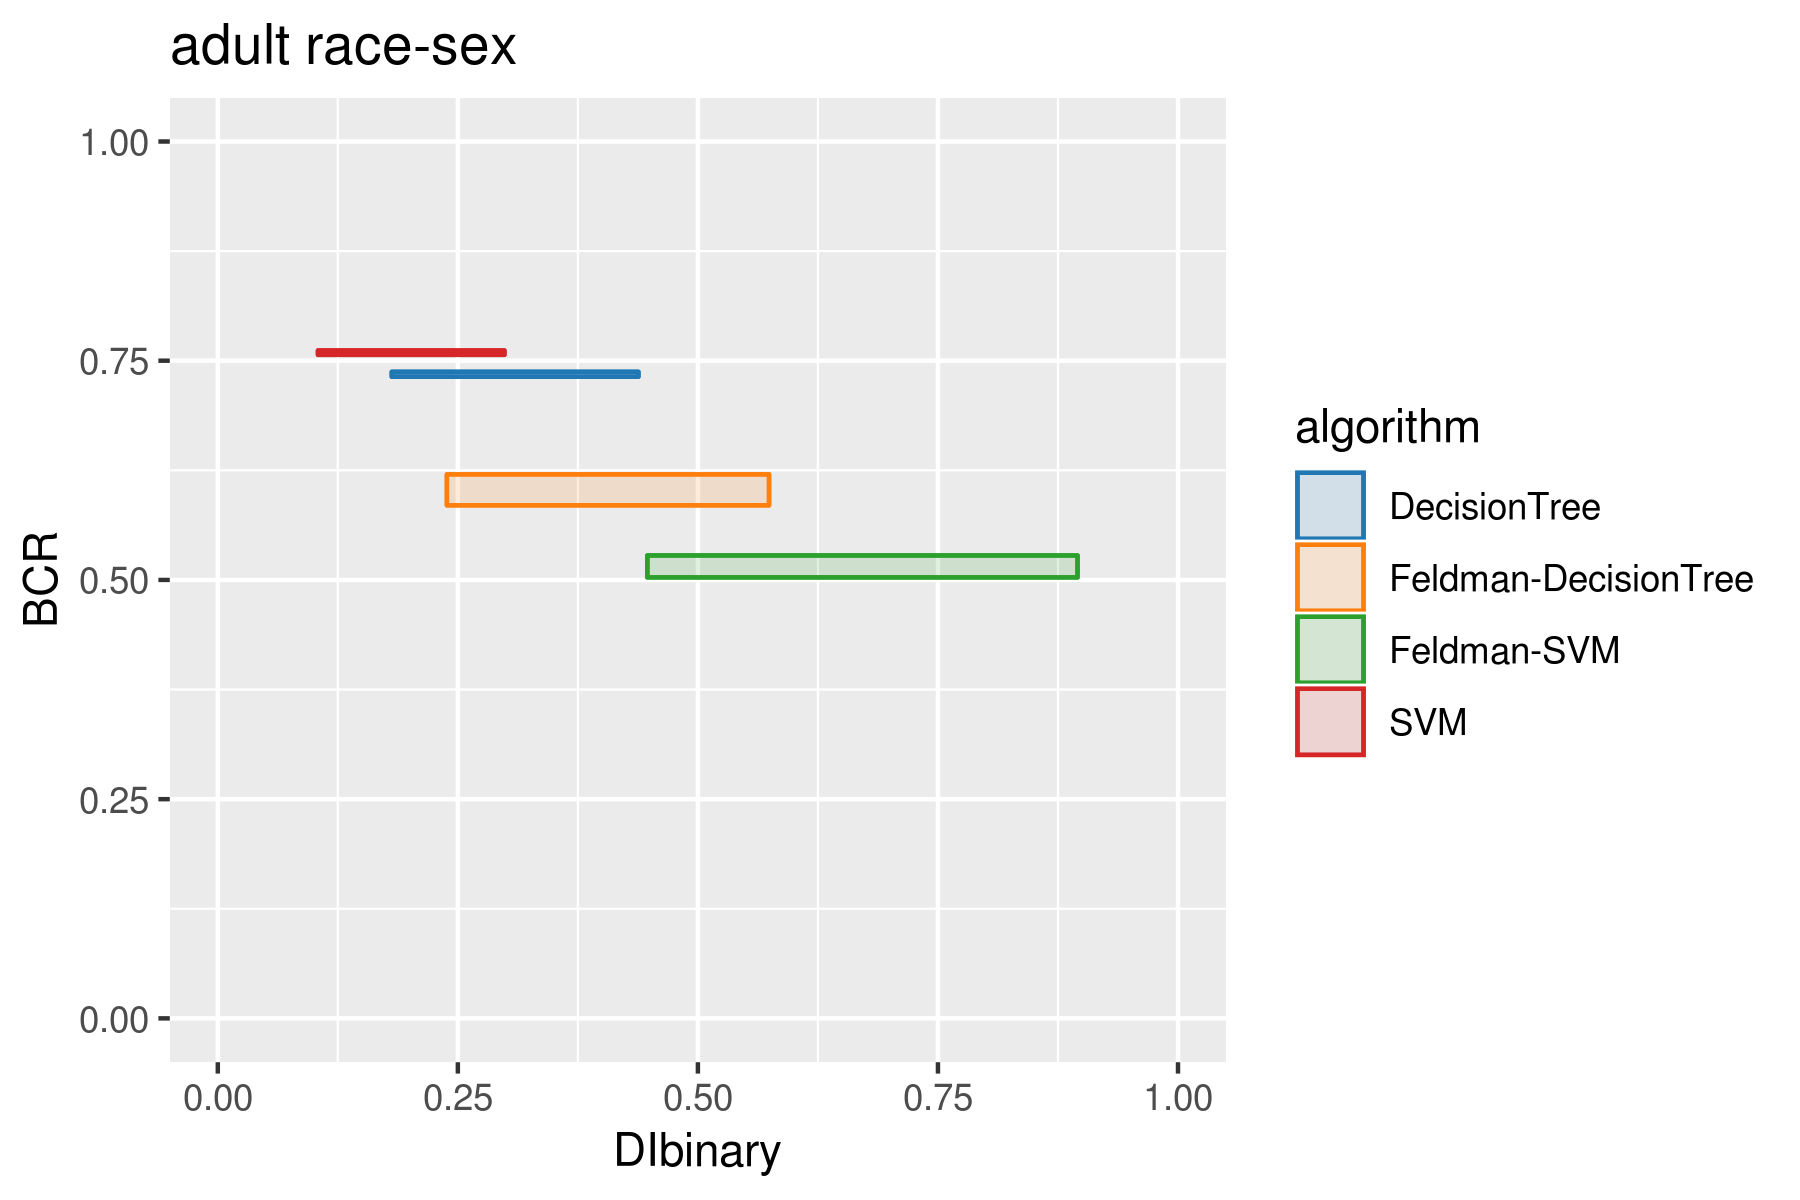 adult race-sex
1.00
0.75
0.50
0.25
0.00
BCR
0.00 0.25 0.50 0.75 1.00
DIbinary
algorithm
DecisionTree
Feldman-DecisionTree
Feldman-SVM
SVM